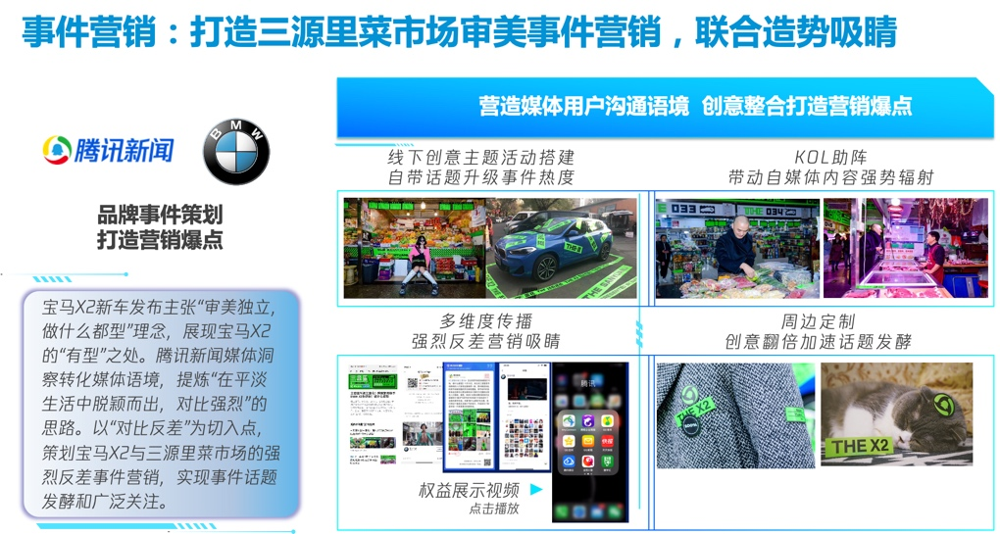 事件营销：打造三源里菜市场审美事件营销，联合造势吸睛
腾讯新闻
BMW
品牌事件策划
打造营销爆点
宝马X2新车发布主张“审美独立，
做什么都型”理念，展现宝马X2
的“有型”之处。腾讯新闻媒体洞
察转化媒体语境，提炼“在平淡
生活中脱颖而出，对比强烈”的
思路。以“对比反差”为切入点，
策划宝马X2与三源里菜市场的强
烈反差事件营销，实现事件话题
发酵和广泛关注。
营造媒体用户沟通语境 创意整合打造营销爆点
线下创意主题活动搭建
自带话题升级事件热度
KOL助阵
带动自媒体内容强势辐射
THE X
033
THE 034
多维度传播
强烈反差营销吸睛
周边定制
创意翻倍加速话题发酵
腾讯
THE X2
THE X2
权益展示视频
点击播放